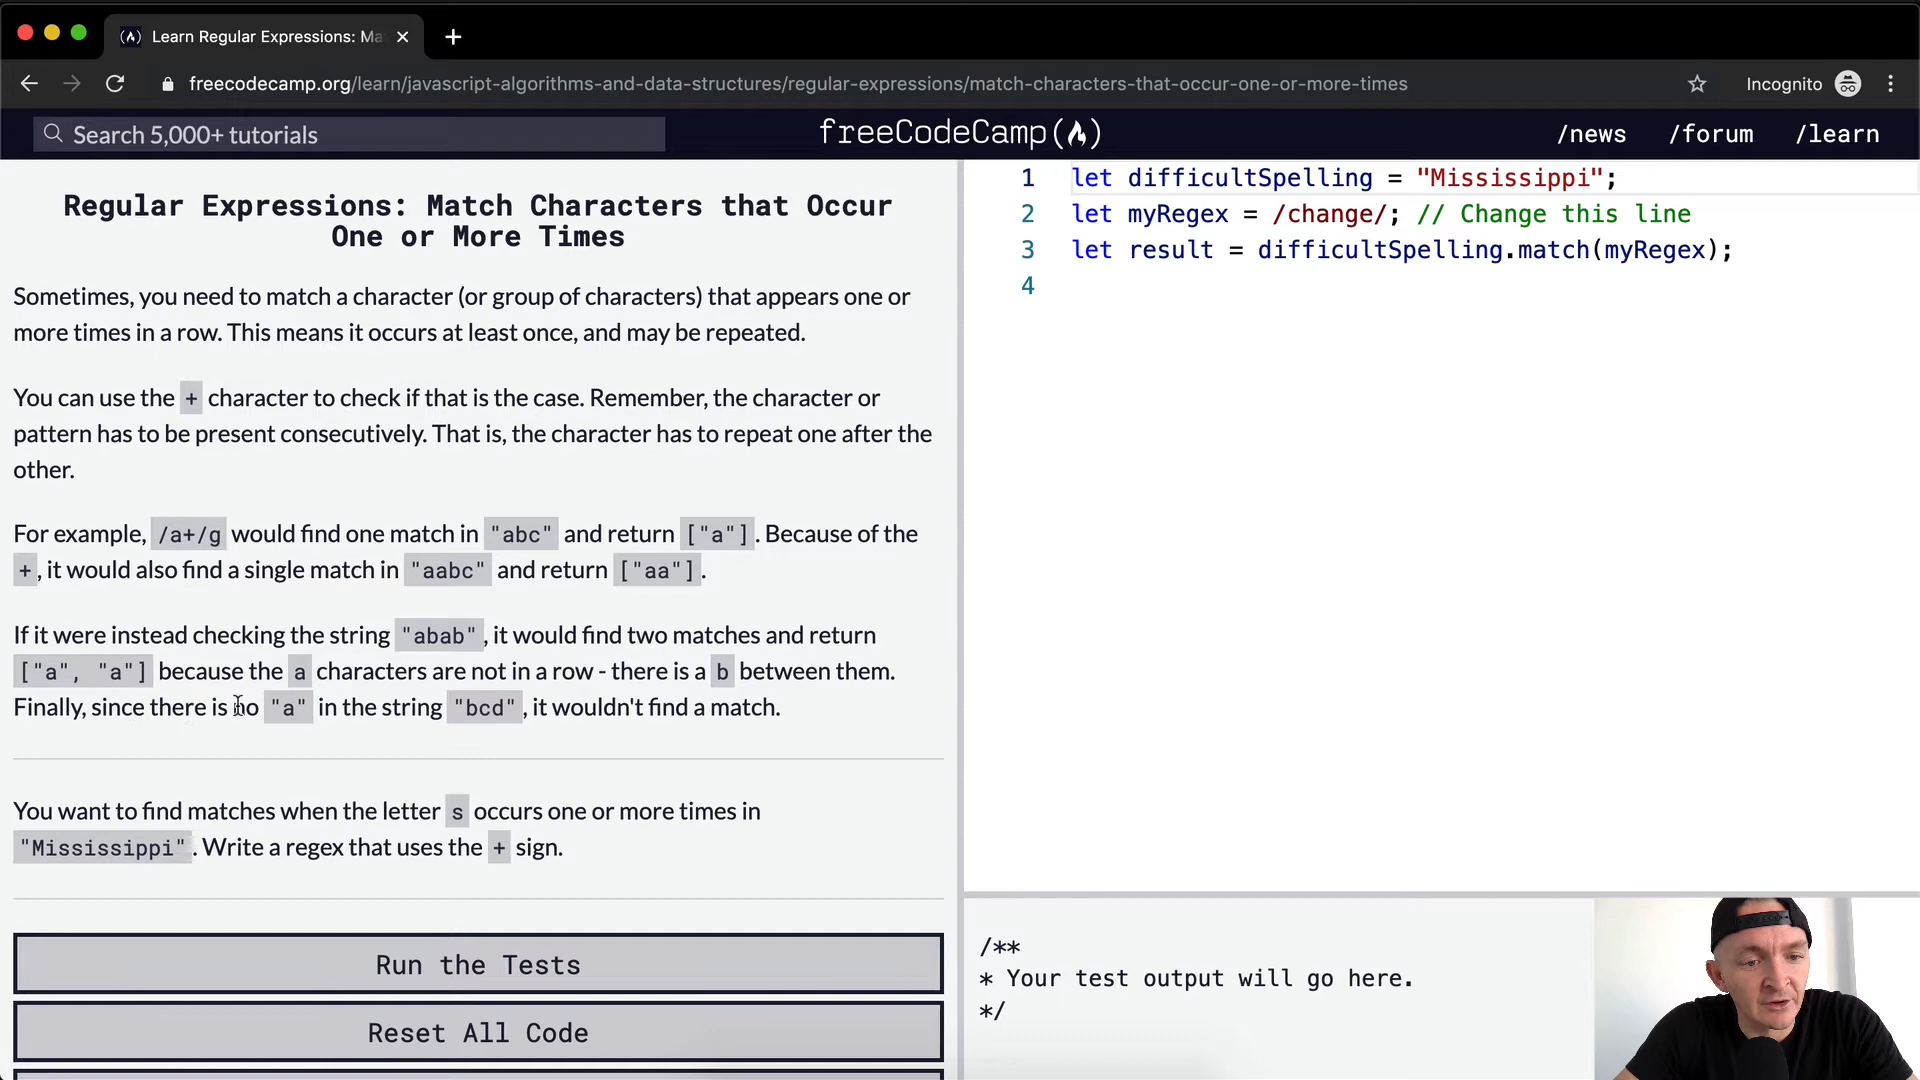 Learn Regular Expressions: Ma
freecodecamp.org/learn/javascript-algorithms-and-data-structures/regular-expressions/match-characters-that-occur-one-or-more-times
Incognito
Search 5,000+ tutorials
freeCodeCamp
/news /forum /learn
Regular Expressions: Match Characters that Occur
One or More Times
Sometimes, you need to match a character (or group of characters) that appears one or
more times in a row. This means it occurs at least once, and may be repeated.
You can use the + character to check if that is the case. Remember, the character or
pattern has to be present consecutively. That is, the character has to repeat one after the
other.
For example, /a+/g would find one match in "abc" and return ["a"]. Because of the
+, it would also find a single match in "aabc" and return ["aa"].
If it were instead checking the string "abab", it would find two matches and return
["a", "a"] because the a characters are not in a row - there is a b between them.
Finally, since there is no "a" in the string "bcd", it wouldn't find a match.
You want to find matches when the letter s occurs one or more times in
"Mississippi". Write a regex that uses the + sign.
Run the Tests
Reset All Code
1 let difficultSpelling = "Mississippi";
2 let myRegex = /change/; // Change this line
3 let result = difficultSpelling.match(myRegex);
4
/**
* Your test output will go here.
*/